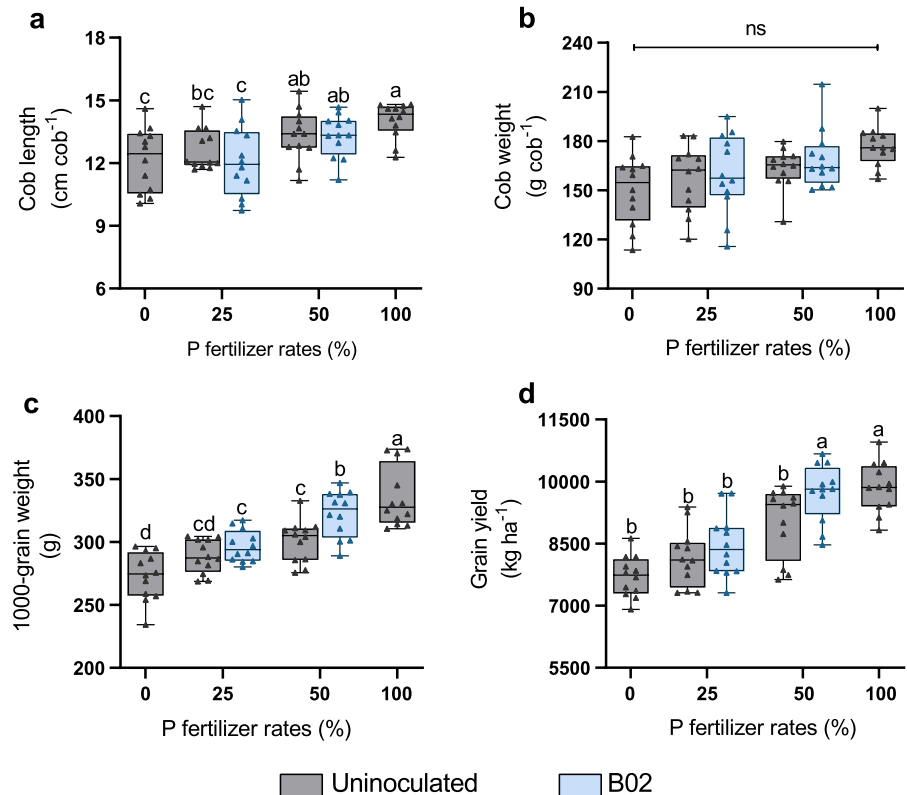 a
18
15
12
9
6
Cob length
(cm cob⁻¹)
c
bc
c
ab
ab
a
0
25
50
100
P fertilizer rates (%)
b
240
210
180
150
120
90
Cob weight
(g cob⁻¹)
ns
0
25
50
100
P fertilizer rates (%)
c
400
350
300
250
200
1000-grain weight
(g)
d
cd
c
c
b
a
0
25
50
100
P fertilizer rates (%)
d
11500
10000
8500
7000
5500
Grain yield
(kg ha⁻¹)
b
b
b
b
a
a
0
25
50
100
P fertilizer rates (%)
Uninoculated
B02